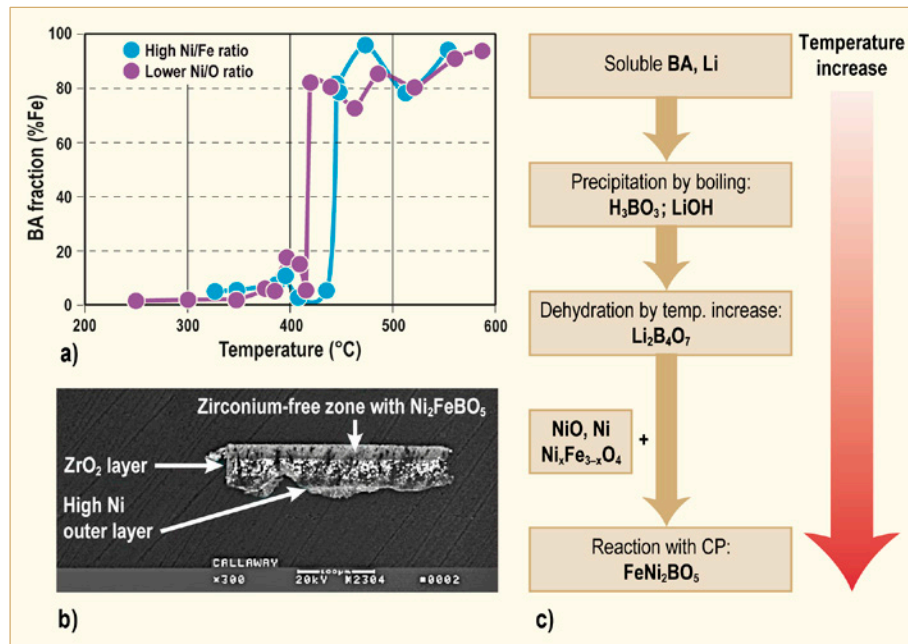 100
80
60
40
20
0
BA fraction (%Fe)
High Ni/Fe ratio
Lower Ni/O ratio
200
300
400
500
600
Temperature (°C)
a)
Zirconium-free zone with Ni₂FeBO₅
ZrO₂ layer
High Ni
outer layer
CALLAWAY
×300
100µm
20kV
M2304
■0002
b)
Soluble BA, Li
Precipitation by boiling:
H₃BO₃; LiOH
Dehydration by temp. increase:
Li₂B₄O₇
NiO, Ni
NiₓFe₃₋ₓO₄
+
Reaction with CP:
FeNi₂BO₅
c)
Temperature
increase